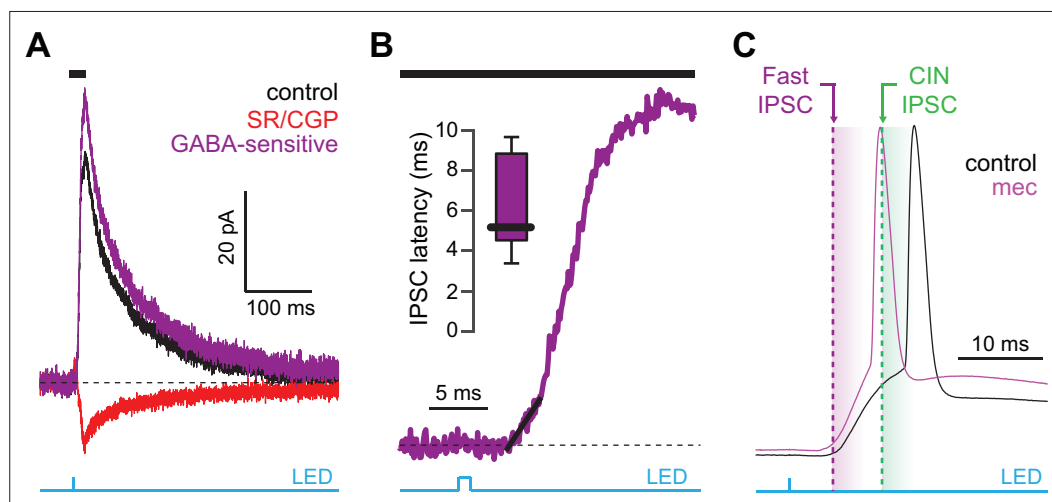 A
control
SR/CGP
GABA-sensitive
20 pA
100 ms
LED
B
IPSC latency (ms)
10
8
6
4
2
0
5 ms
LED
C
Fast
IPSC
CIN
IPSC
control
mec
10 ms
LED